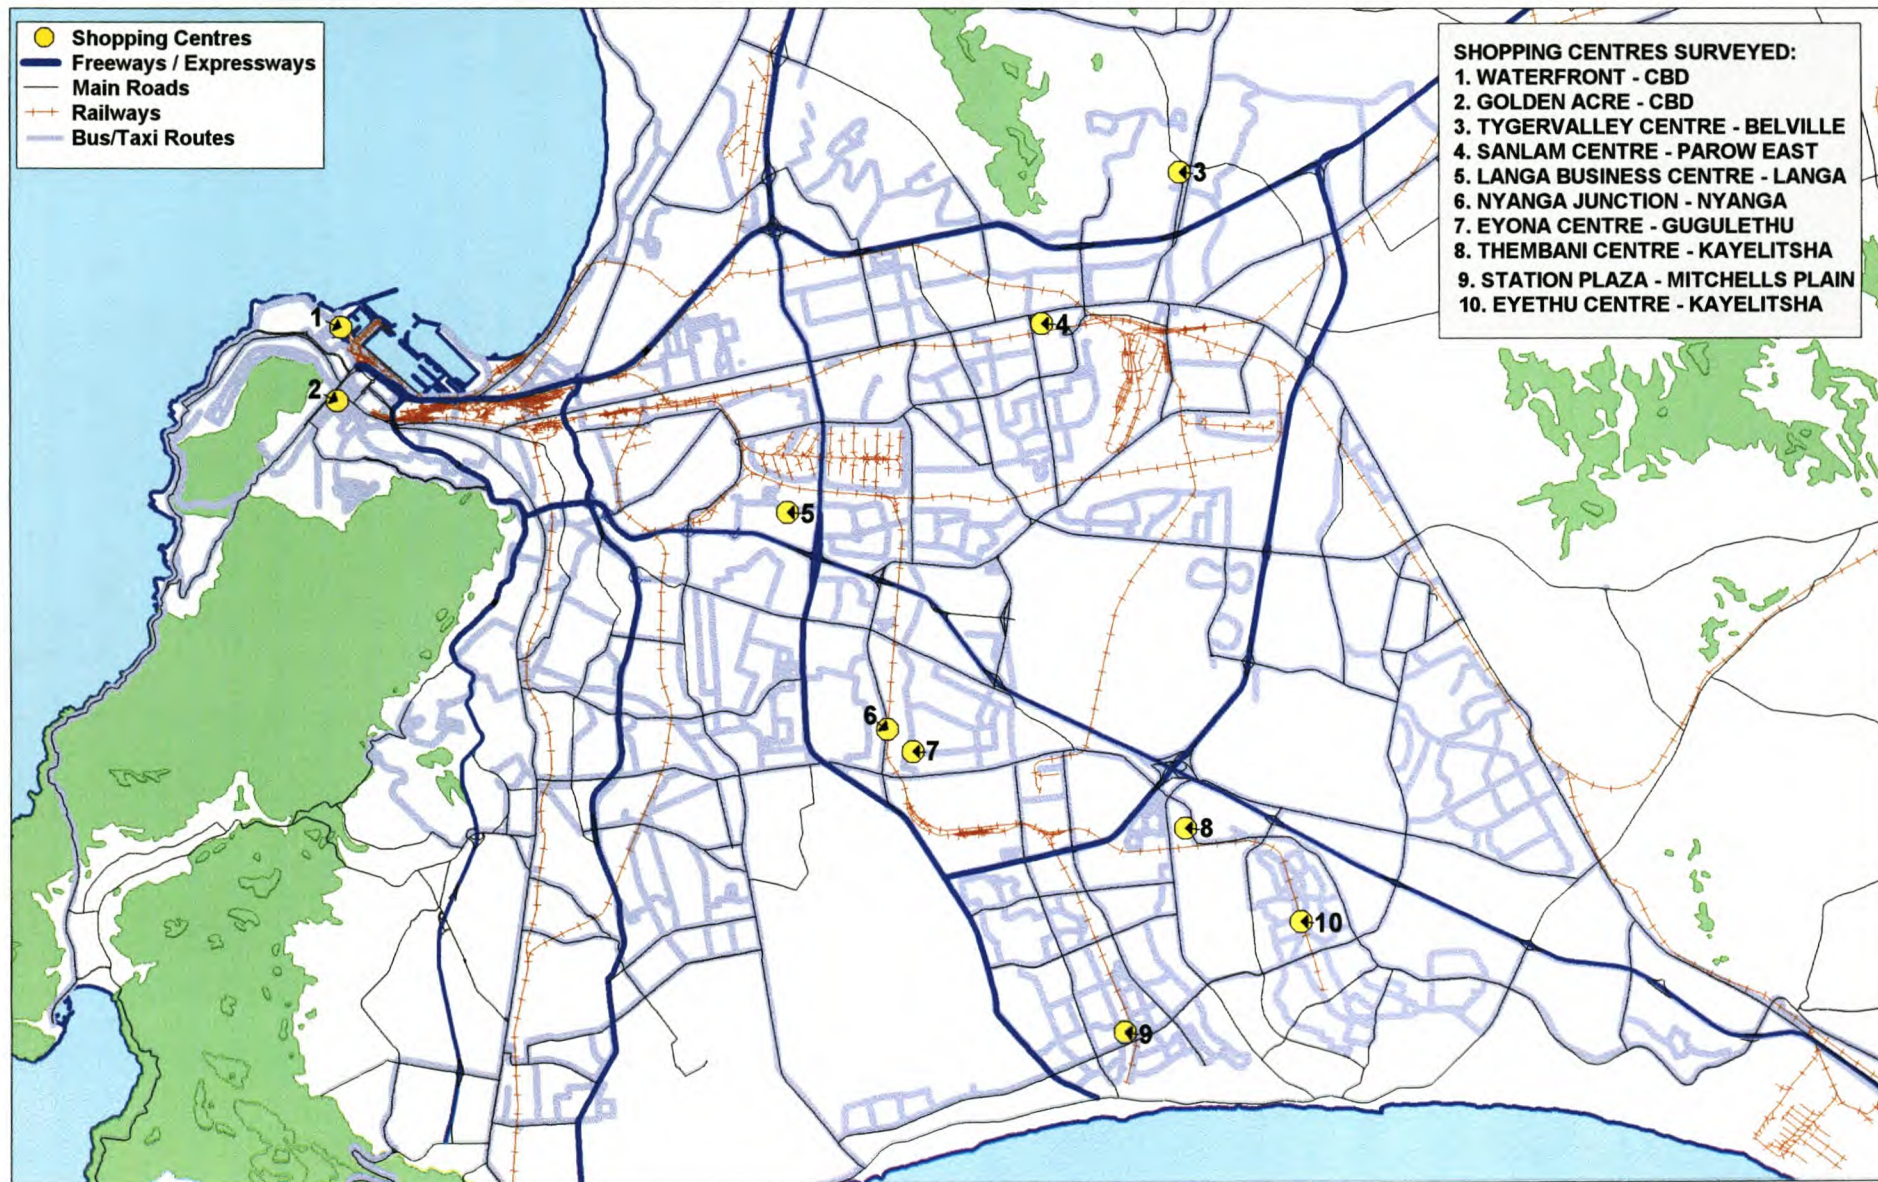 Shopping Centres
Freeways / Expressways
Main Roads
Railways
Bus/Taxi Routes
SHOPPING CENTRES SURVEYED:
1. WATERFRONT - CBD
2. GOLDEN ACRE - CBD
3. TYGERVALLEY CENTRE - BELVILLE
4. SANLAM CENTRE - PAROW EAST
5. LANGA BUSINESS CENTRE - LANGA
6. NYANGA JUNCTION - NYANGA
7. EYONA CENTRE - GUGULETHU
8. THEMBANI CENTRE - KAYELITSHA
9. STATION PLAZA - MITCHELLS PLAIN
10. EYETHU CENTRE - KAYELITSHA
3
1
4
2
5
6
7
8
10
9